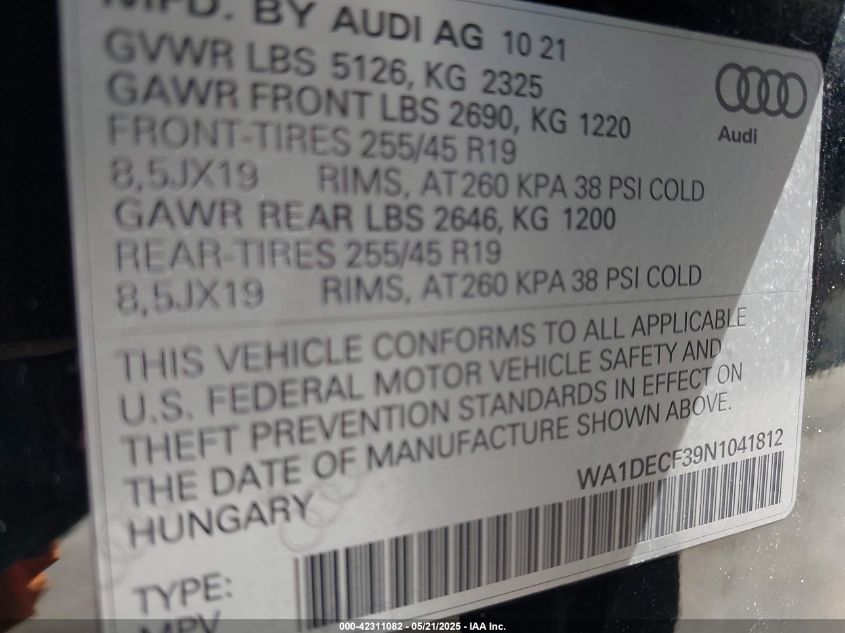 MFD. BY AUDI AG 10 21
GVWR LBS 5126, KG 2325
GAWR FRONT LBS 2690, KG 1220
FRONT-TIRES 255/45 R19
8,5JX19 RIMS, AT260 KPA 38 PSI COLD
GAWR REAR LBS 2646, KG 1200
REAR-TIRES 255/45 R19
8,5JX19 RIMS, AT260 KPA 38 PSI COLD
Audi
THIS VEHICLE CONFORMS TO ALL APPLICABLE
U.S. FEDERAL MOTOR VEHICLE SAFETY AND
THEFT PREVENTION STANDARDS IN EFFECT ON
THE DATE OF MANUFACTURE SHOWN ABOVE.
HUNGARY
WA1DECF39N1041812
TYPE:
MPV
000-42311082 - 05/21/2025 - IAA Inc.